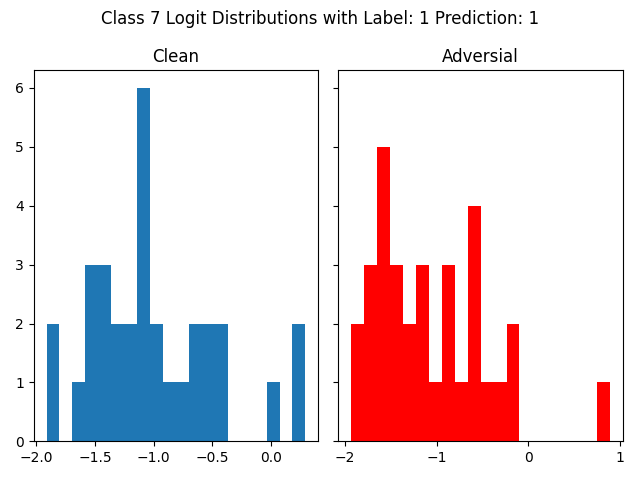 Class 7 Logit Distributions with Label: 1 Prediction: 1
Clean
Adversial
6
5
4
3
2
1
0
−2.0 −1.5 −1.0 −0.5 0.0
−2 −1 0 1